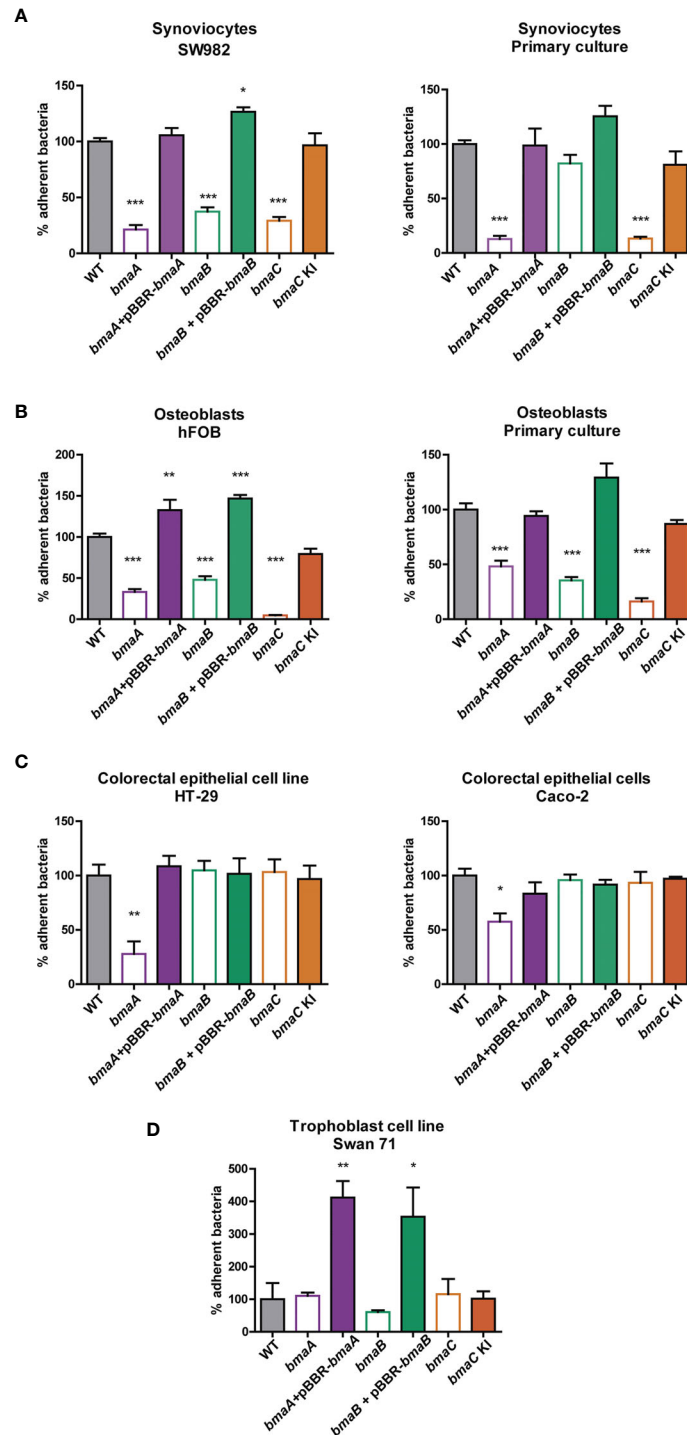 A
Synoviocytes
SW982
% adherent bacteria
150
100
50
0
***
***
*
***
WT
bmaA
bmaA+pBBR-bmaA
bmaB
bmaB + pBBR-bmaB
bmaC
bmaC KI
Synoviocytes
Primary culture
% adherent bacteria
150
100
50
0
***
***
WT
bmaA
bmaA+pBBR-bmaA
bmaB
bmaB + pBBR-bmaB
bmaC
bmaC KI
B
Osteoblasts
hFOB
% adherent bacteria
200
150
100
50
0
***
**
***
***
***
WT
bmaA
bmaA+pBBR-bmaA
bmaB
bmaB + pBBR-bmaB
bmaC
bmaC KI
Osteoblasts
Primary culture
% adherent bacteria
150
100
50
0
***
***
***
WT
bmaA
bmaA+pBBR-bmaA
bmaB
bmaB + pBBR-bmaB
bmaC
bmaC KI
C
Colorectal epithelial cell line
HT-29
% adherent bacteria
150
100
50
0
**
WT
bmaA
bmaA+pBBR-bmaA
bmaB
bmaB + pBBR-bmaB
bmaC
bmaC KI
Colorectal epithelial cells
Caco-2
% adherent bacteria
150
100
50
0
*
WT
bmaA
bmaA+pBBR-bmaA
bmaB
bmaB + pBBR-bmaB
bmaC
bmaC KI
D
Trophoblast cell line
Swan 71
% adherent bacteria
500
400
300
200
100
0
**
*
WT
bmaA
bmaA+pBBR-bmaA
bmaB
bmaB + pBBR-bmaB
bmaC
bmaC KI